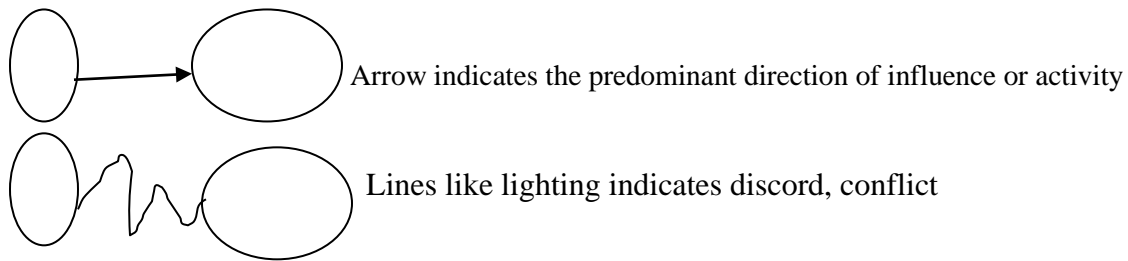 Arrow indicates the predominant direction of influence or activity
Lines like lighting indicates discord, conflict